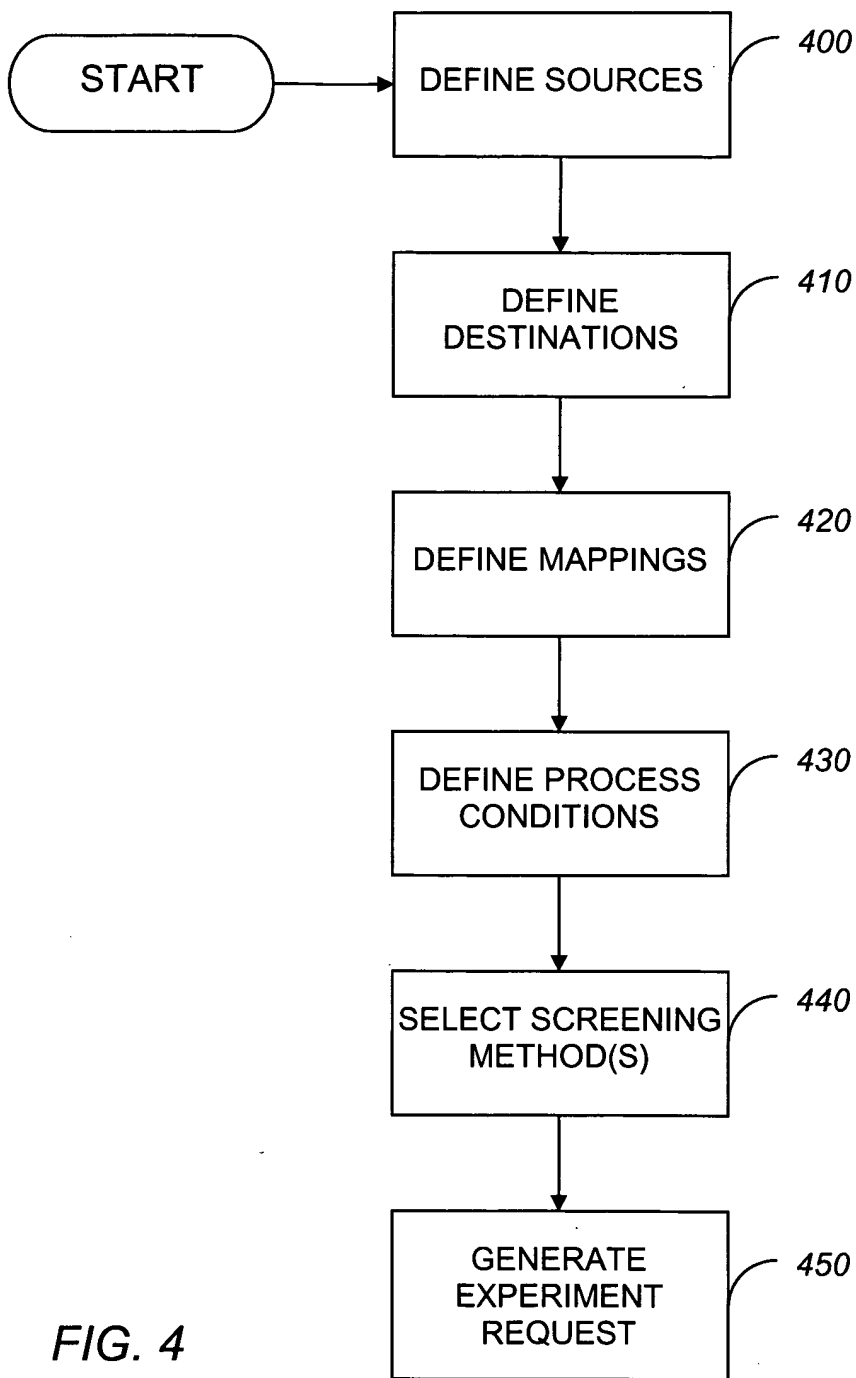 START
DEFINE SOURCES
400
DEFINE
DESTINATIONS
410
DEFINE MAPPINGS
420
DEFINE PROCESS
CONDITIONS
430
SELECT SCREENING
METHOD(S)
440
GENERATE
EXPERIMENT
REQUEST
450
FIG. 4